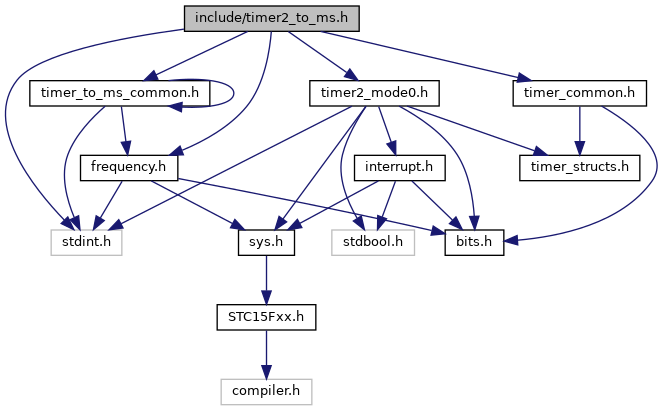 include/timer2_to_ms.h
timer_to_ms_common.h
timer2_mode0.h
timer_common.h
frequency.h
interrupt.h
timer_structs.h
stdint.h
sys.h
stdbool.h
bits.h
STC15Fxx.h
compiler.h